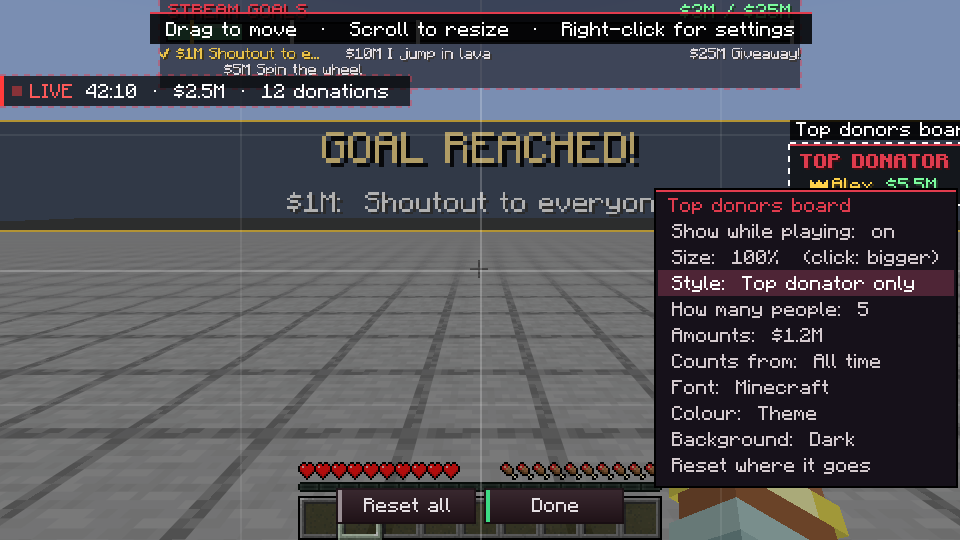 STREAM GOALS $3M / $25M
Drag to move · Scroll to resize · Right-click for settings
✓ $1M Shoutout to e... $10M I jump in lava $25M Giveaway!
$5M Spin the wheel
LIVE 42:10 · $2.5M · 12 donations
GOAL REACHED!
$1M: Shoutout to everyon
Top donors boar
TOP DONATOR
Alex $5.5M
Top donors board
Show while playing: on
Size: 100% (click: bigger)
Style: Top donator only
How many people: 5
Amounts: $1.2M
Counts from: All time
Font: Minecraft
Colour: Theme
Background: Dark
Reset where it goes
Reset all
Done